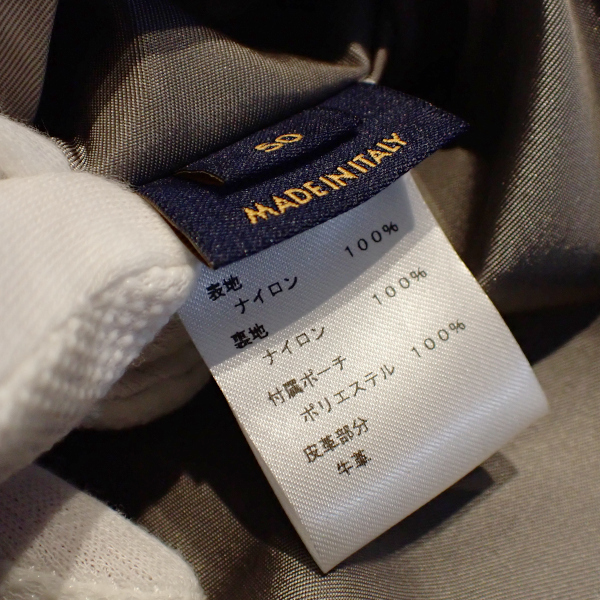 50
MADE IN ITALY
表地
ナイロン 100%
裏地
ナイロン 100%
付属ポーチ
ポリエステル 100%
皮革部分
牛革